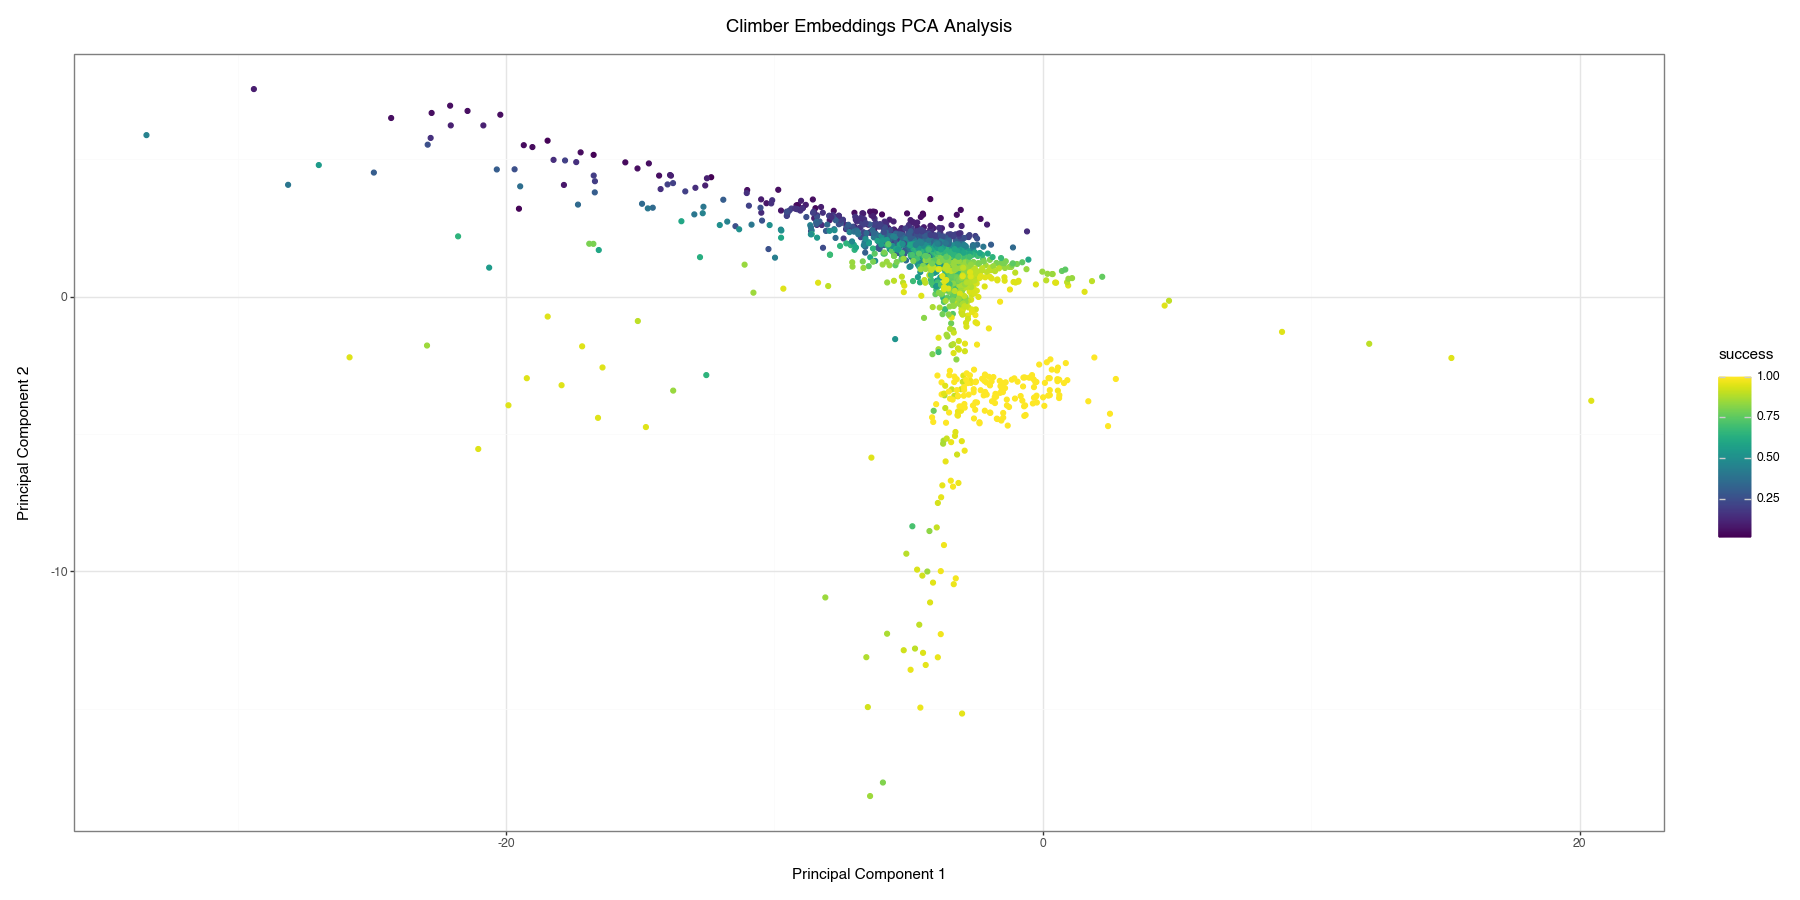 Climber Embeddings PCA Analysis
Principal Component 2
0
-10
-20
0
20
Principal Component 1
success
1.00
0.75
0.50
0.25